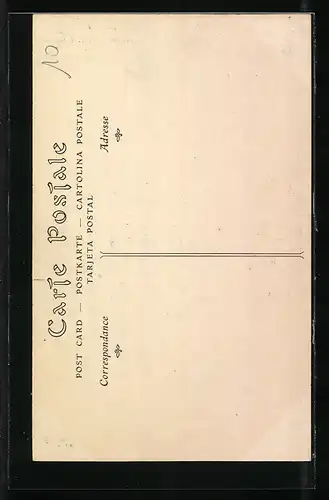 10
Carte Postale
POST CARD — POSTKARTE — CARTOLINA POSTALE
TARJETA POSTAL
Correspondance
Adresse